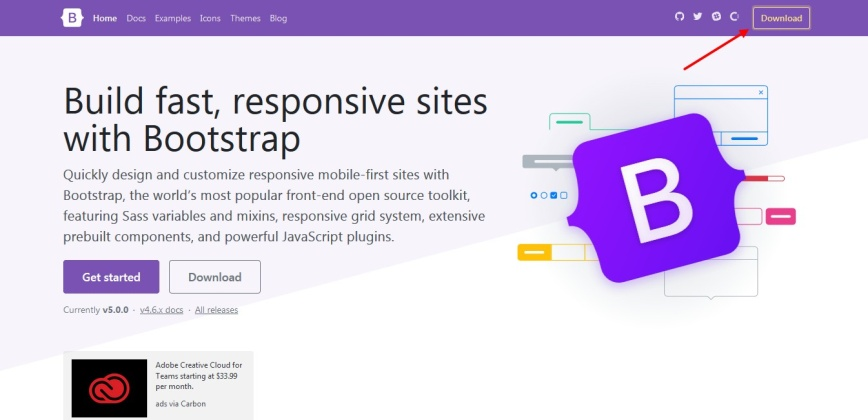 B Home Docs Examples Icons Themes Blog Download
Build fast, responsive sites
with Bootstrap
Quickly design and customize responsive mobile-first sites with
Bootstrap, the world's most popular front-end open source toolkit,
featuring Sass variables and mixins, responsive grid system, extensive
prebuilt components, and powerful JavaScript plugins.
B
Get started Download
Currently v5.0.0 · v4.6.x docs · All releases
Adobe Creative Cloud for
Teams starting at $33.99
per month.
ads via Carbon